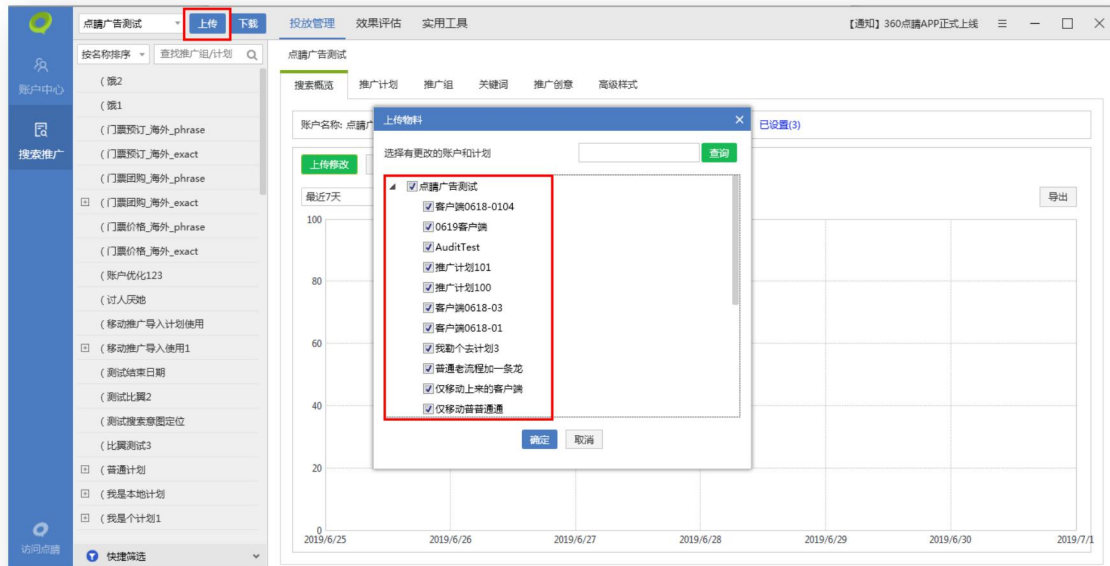 点睛广告测试 上传 下载 投放管理 效果评估 实用工具 【通知】360点睛APP正式上线
账户中心
搜索推广
访问点睛
按名称排序 查找推广组/计划
(饿2
(饿1
(门票预订_海外_phrase
(门票预订_海外_exact
(门票团购_海外_phrase
(门票团购_海外_exact
(门票价格_海外_phrase
(门票价格_海外_exact
(账户优化123
(讨人厌她
(移动推广导入计划使用
(移动推广导入使用1
(测试结束日期
(测试比翼2
(测试搜索意图定位
(比翼测试3
(普通计划
(我是本地计划
(我是个计划1
快捷筛选
点睛广告测试
搜索概览 推广计划 推广组 关键词 推广创意 高级样式
账户名称: 点睛广 已设置(3)
上传修改
最近7天 导出
100
80
60
40
20
0
2019/6/25 2019/6/26 2019/6/27 2019/6/28 2019/6/29 2019/6/30 2019/7/1
上传物料
选择有更改的账户和计划 查询
点睛广告测试
客户端0618-0104
0619客户端
AuditTest
推广计划101
推广计划100
客户端0618-03
客户端0618-01
我勒个去计划3
普通老流程加一条龙
仅移动上来的客户端
仅移动普普通通
确定 取消